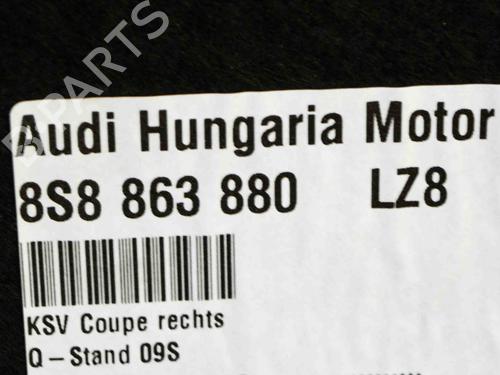 B-PARTS
Audi Hungaria Motor
8S8 863 880 LZ8
KSV Coupe rechts
Q-Stand 09S